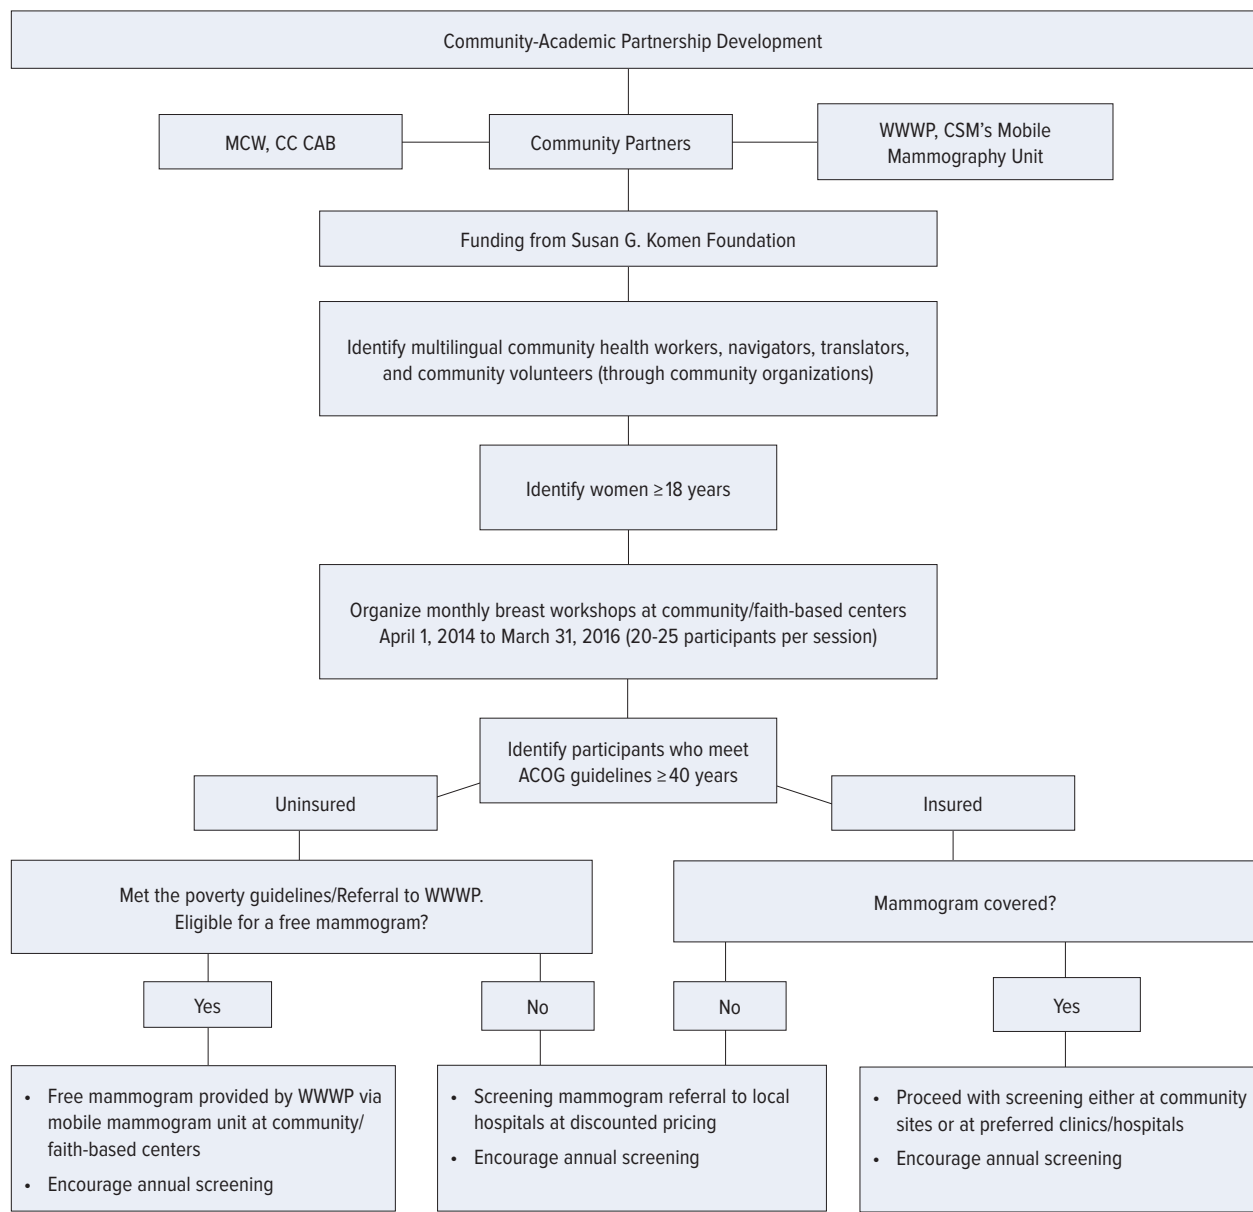 Community-Academic Partnership Development
MCW, CC CAB
Community Partners
WWWP, CSM’s Mobile
Mammography Unit
Funding from Susan G. Komen Foundation
Identify multilingual community health workers, navigators, translators,
and community volunteers (through community organizations)
Identify women ≥18 years
Organize monthly breast workshops at community/faith-based centers
April 1, 2014 to March 31, 2016 (20-25 participants per session)
Identify participants who meet
ACOG guidelines ≥40 years
Uninsured
Insured
Met the poverty guidelines/Referral to WWWP.
Eligible for a free mammogram?
Mammogram covered?
Yes
No
No
Yes
• Free mammogram provided by WWWP via
mobile mammogram unit at community/
faith-based centers
• Encourage annual screening
• Screening mammogram referral to local
hospitals at discounted pricing
• Encourage annual screening
• Proceed with screening either at community
sites or at preferred clinics/hospitals
• Encourage annual screening